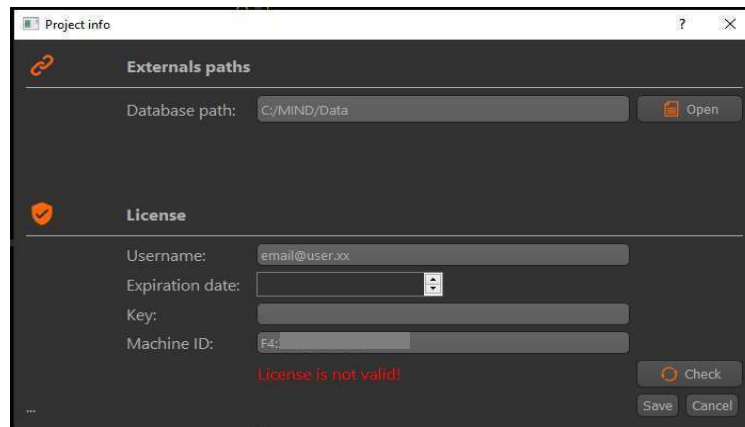 Project info ? X
Externals paths
Database path: C:/MIND/Data Open
License
Username: email@user.xx
Expiration date:
Key:
Machine ID: F4:
License is not valid!
Check
... Save Cancel